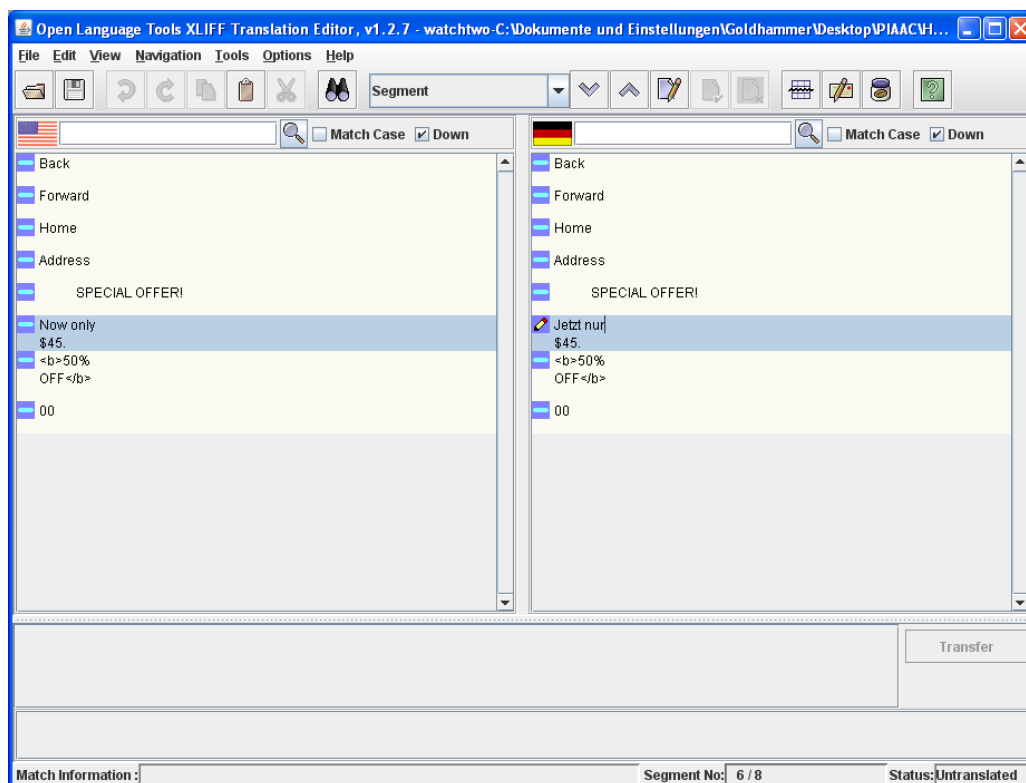 Open Language Tools XLIFF Translation Editor, v1.2.7 - watchtwo-C:\Dokumente und Einstellungen\Goldhammer\Desktop\PIAAC\H...
File Edit View Navigation Tools Options Help
Segment
Match Case Down
Match Case Down
Back
Forward
Home
Address
SPECIAL OFFER!
Now only
$45.
<b>50%
OFF</b>
00
Back
Forward
Home
Address
SPECIAL OFFER!
Jetzt nur
$45.
<b>50%
OFF</b>
00
Transfer
Match Information : Segment No: 6 / 8 Status: Untranslated